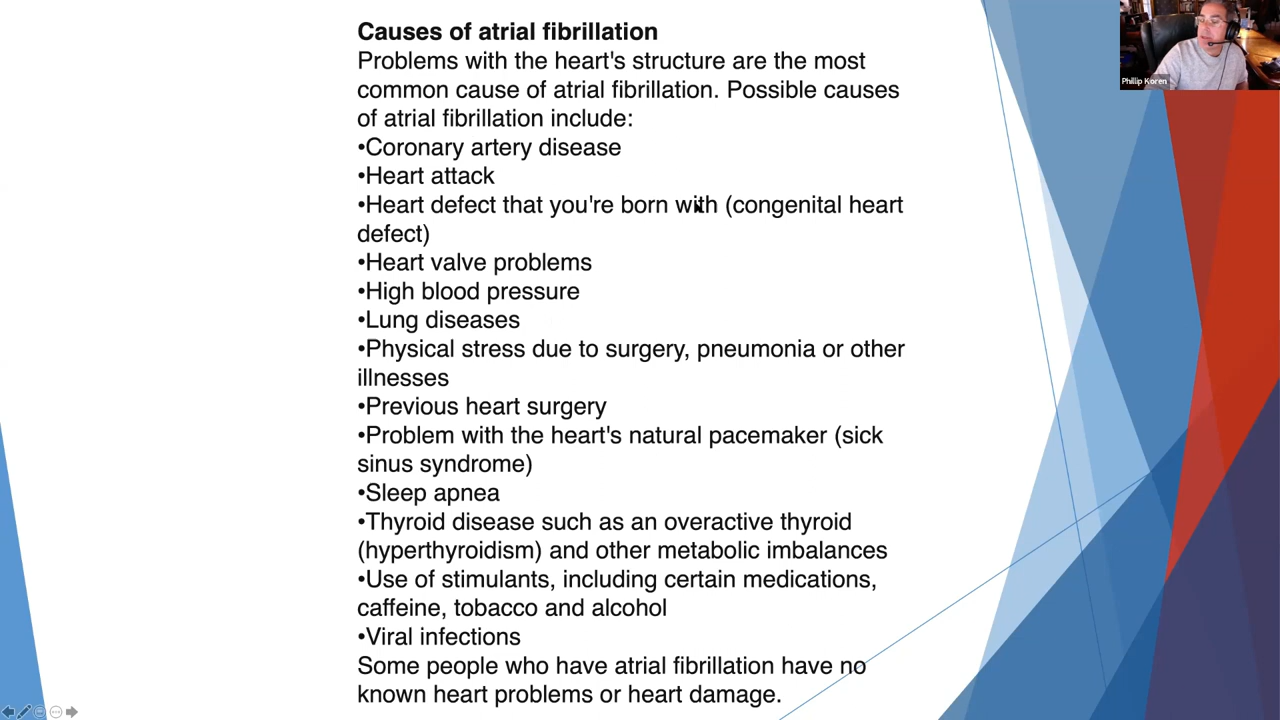 Causes of atrial fibrillation
Problems with the heart's structure are the most
common cause of atrial fibrillation. Possible causes
of atrial fibrillation include:
•Coronary artery disease
•Heart attack
•Heart defect that you're born with (congenital heart
defect)
•Heart valve problems
•High blood pressure
•Lung diseases
•Physical stress due to surgery, pneumonia or other
illnesses
•Previous heart surgery
•Problem with the heart's natural pacemaker (sick
sinus syndrome)
•Sleep apnea
•Thyroid disease such as an overactive thyroid
(hyperthyroidism) and other metabolic imbalances
•Use of stimulants, including certain medications,
caffeine, tobacco and alcohol
•Viral infections
Some people who have atrial fibrillation have no
known heart problems or heart damage.
Phillip Koren